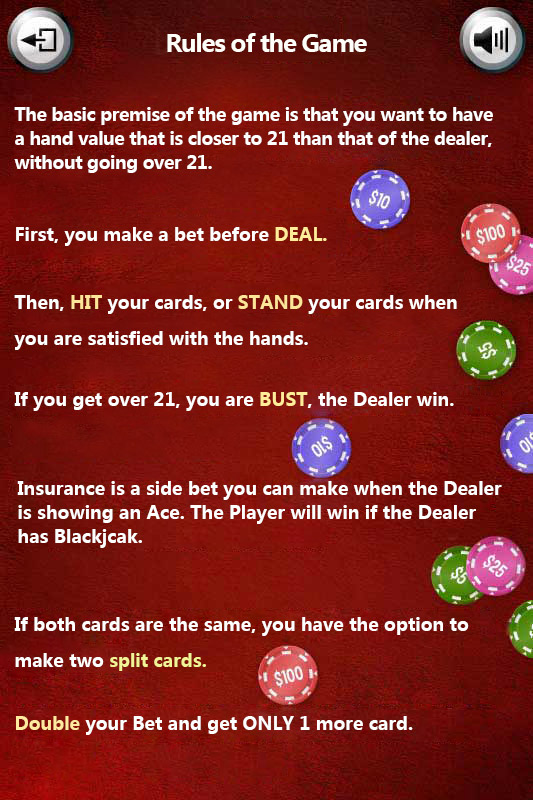 Rules of the Game
The basic premise of the game is that you want to have
a hand value that is closer to 21 than that of the dealer,
without going over 21.
$10
First, you make a bet before DEAL.
$100
$25
Then, HIT your cards, or STAND your cards when
you are satisfied with the hands.
$5
If you get over 21, you are BUST, the Dealer win.
$10
$10
Insurance is a side bet you can make when the Dealer
is showing an Ace. The Player will win if the Dealer
has Blackjcak.
$5
$25
If both cards are the same, you have the option to
make two split cards.
$100
Double your Bet and get ONLY 1 more card.